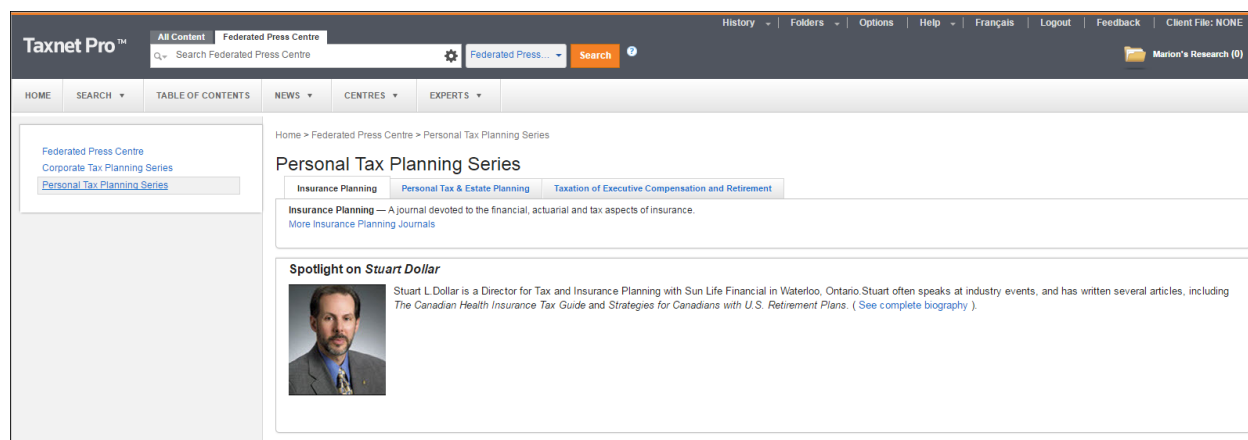 History | Folders | Options | Help | Français | Logout | Feedback | Client File: NONE
Taxnet Pro™
All Content Federated Press Centre
Search Federated Press Centre Federated Press... Search ?
Marion's Research (0)
HOME SEARCH TABLE OF CONTENTS NEWS CENTRES EXPERTS
Federated Press Centre
Corporate Tax Planning Series
Personal Tax Planning Series
Home > Federated Press Centre > Personal Tax Planning Series
Personal Tax Planning Series
Insurance Planning Personal Tax & Estate Planning Taxation of Executive Compensation and Retirement
Insurance Planning — A journal devoted to the financial, actuarial and tax aspects of insurance.
More Insurance Planning Journals
Spotlight on Stuart Dollar
Stuart L.Dollar is a Director for Tax and Insurance Planning with Sun Life Financial in Waterloo, Ontario.Stuart often speaks at industry events, and has written several articles, including
The Canadian Health Insurance Tax Guide and Strategies for Canadians with U.S. Retirement Plans. ( See complete biography ).